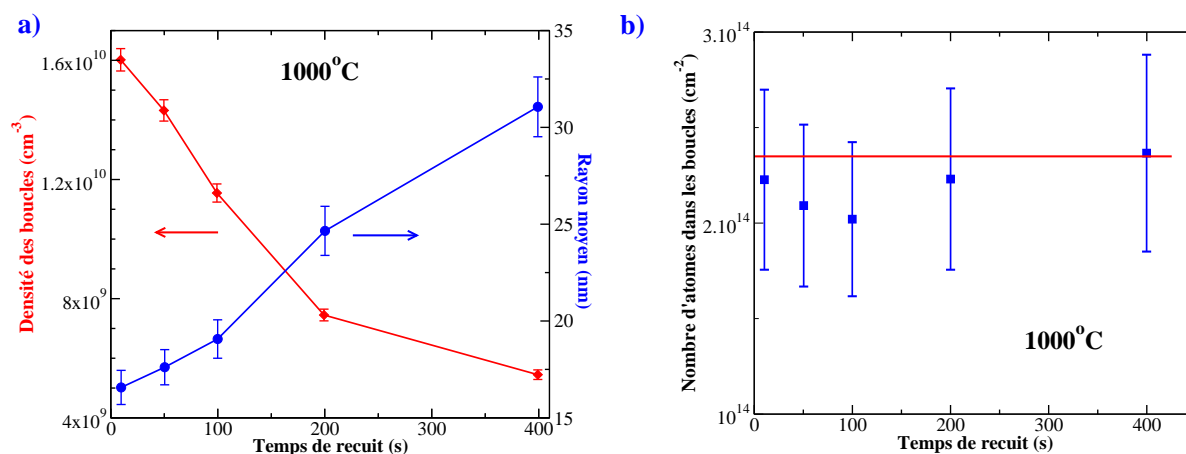 a)
1000°C
Densité des boucles (cm-3)
1.6x10^10
1.2x10^10
8x10^9
4x10^9
Rayon moyen (nm)
35
30
25
20
15
0 100 200 300 400
Temps de recuit (s)
b)
Nombre d'atomes dans les boucles (cm-2)
3.10^14
2.10^14
10^14
1000°C
0 100 200 300 400
Temps de recuit (s)